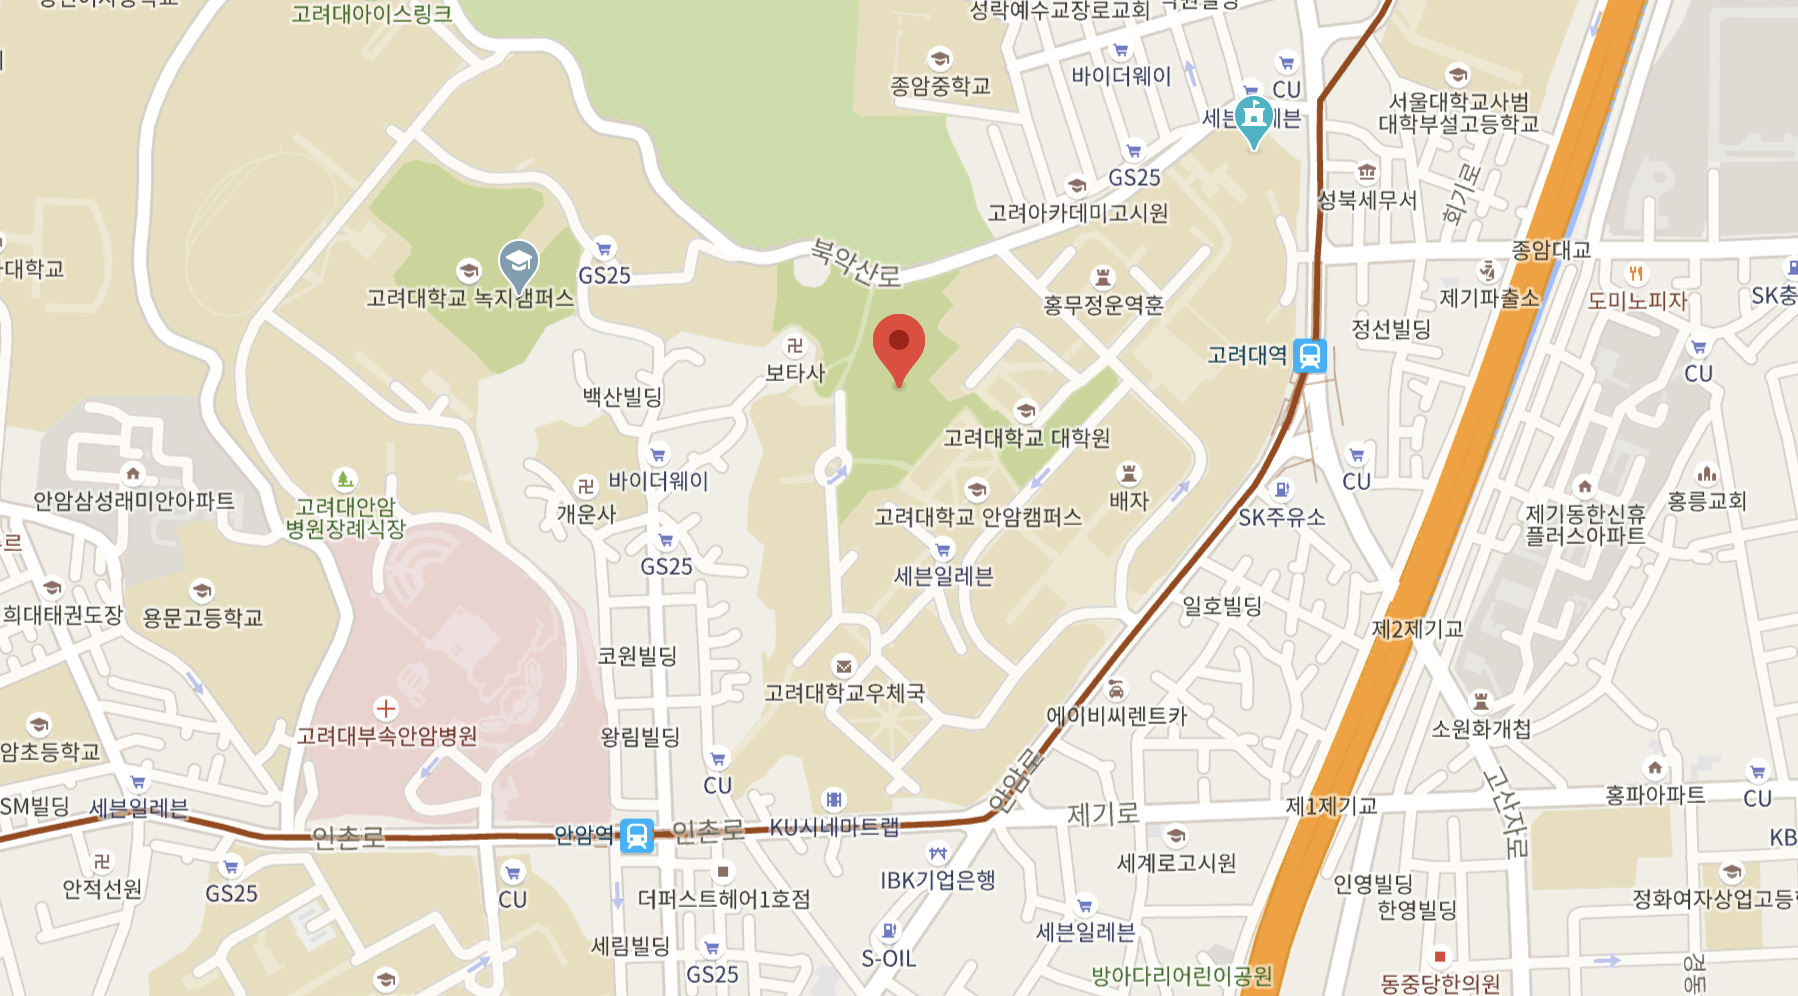 고려대아이스링크
성락예수교장로교회
바이더웨이
CU
종암중학교
서울대학교사범
대학부설고등학교
GS25
고려아카데미고시원
성북세무서
회기로
북악산로
종암대교
GS25
고려대학교 녹지캠퍼스
홍무정운역훈
제기파출소
도미노피자
정선빌딩
고려대역
보타사
CU
백산빌딩
고려대학교 대학원
바이더웨이
CU
안암삼성래미안아파트
고려대안암
병원장례식장
개운사
고려대학교 안암캠퍼스
배자
SK주유소
제기동한신휴
플러스아파트
홍릉교회
GS25
세븐일레븐
희대태권도장
용문고등학교
일호빌딩
제2제기교
코원빌딩
고려대학교우체국
에이비씨렌트카
소원화개첩
고려대부속안암병원
왕림빌딩
암초등학교
CU
안암로
고산자로
홍파아파트
CU
SM빌딩
세븐일레븐
제기로
제1제기교
인촌로
안암역
인촌로
KU시네마트랩
안적선원
GS25
CU
더퍼스트헤어1호점
IBK기업은행
세계로고시원
인영빌딩
한영빌딩
정화여자상업고등
세림빌딩
GS25
S-OIL
세븐일레븐
방아다리어린이공원
동중당한의원
경동